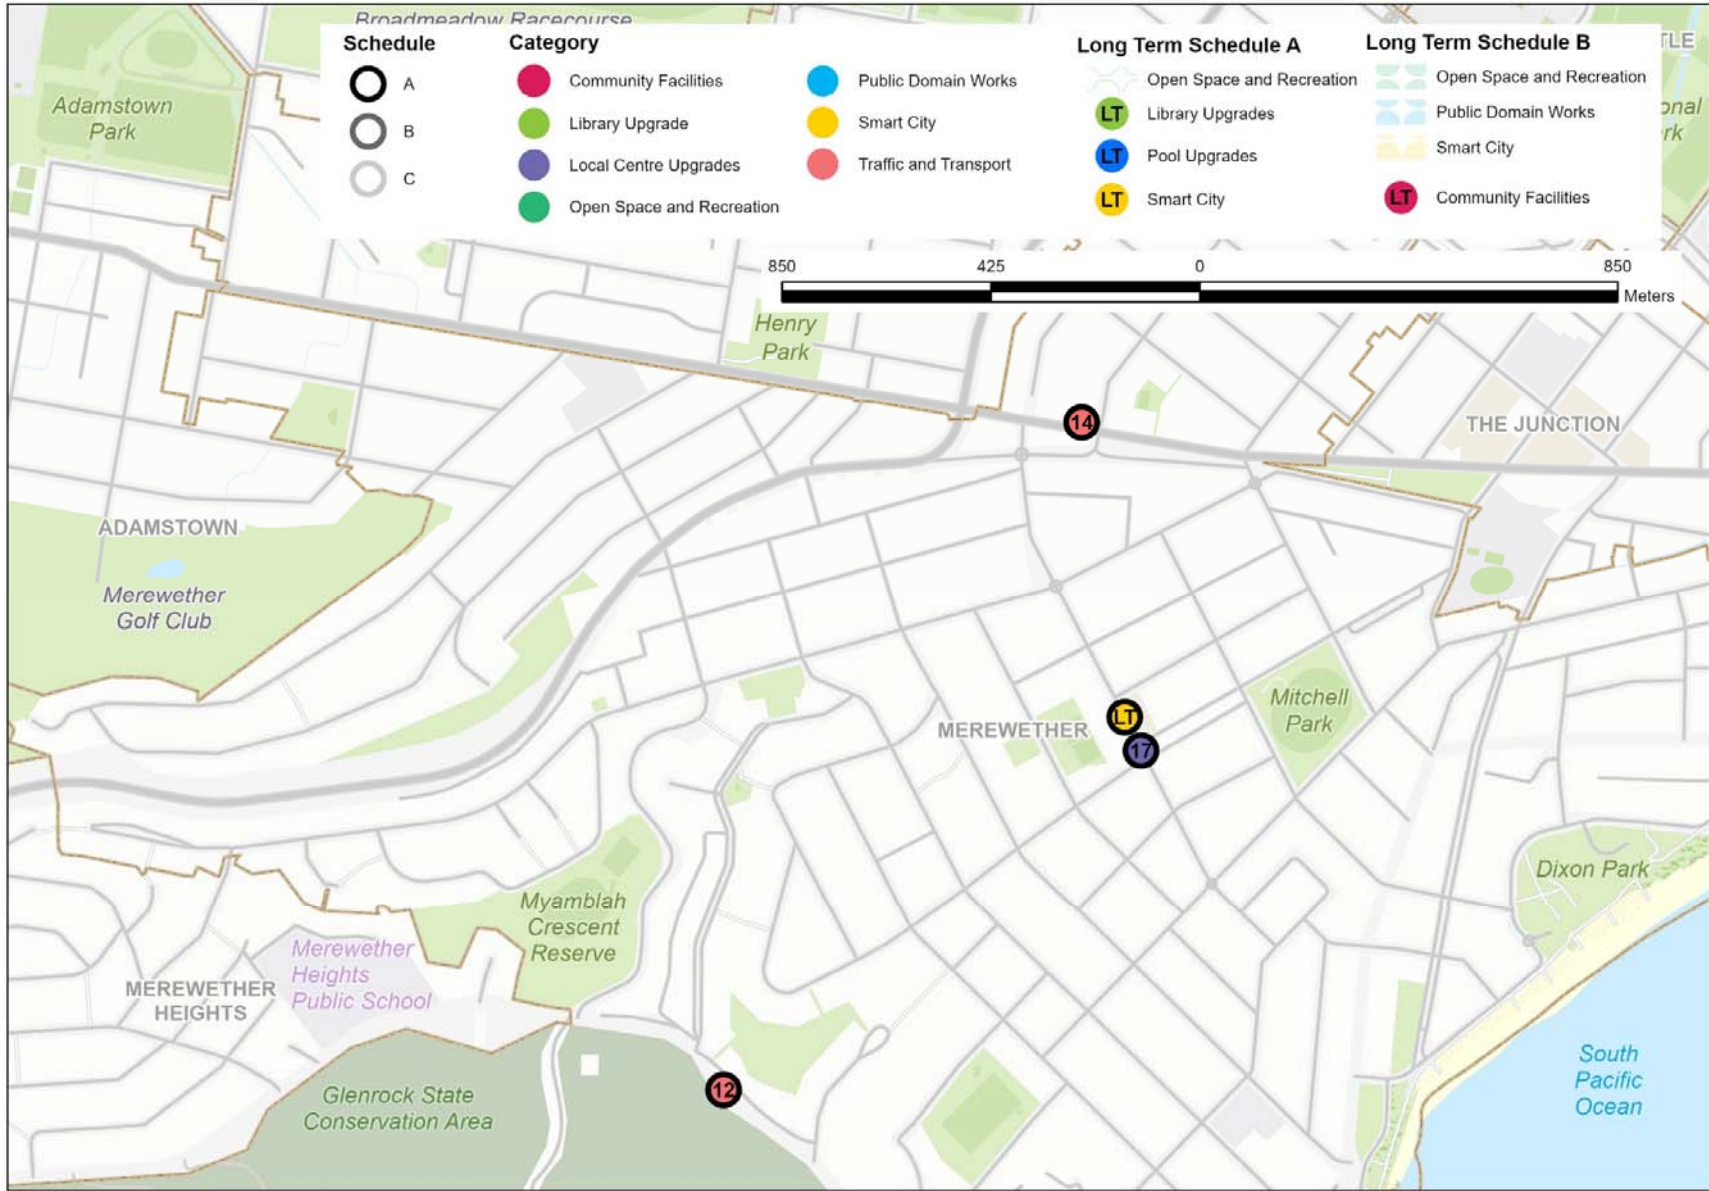 Broadmeadow Racecourse
Schedule
A
B
C
Category
Community Facilities
Library Upgrade
Local Centre Upgrades
Open Space and Recreation
Public Domain Works
Smart City
Traffic and Transport
Long Term Schedule A
Open Space and Recreation
LT Library Upgrades
LT Pool Upgrades
LT Smart City
Long Term Schedule B
Open Space and Recreation
Public Domain Works
Smart City
LT Community Facilities
TLE
onal
rk
850 425 0 850
Meters
Adamstown
Park
Henry
Park
14
THE JUNCTION
ADAMSTOWN
Merewether
Golf Club
Mitchell
Park
LT
MEREWETHER
17
Dixon Park
Myamblah
Crescent
Reserve
Merewether
Heights
Public School
MEREWETHER
HEIGHTS
12
Glenrock State
Conservation Area
South
Pacific
Ocean